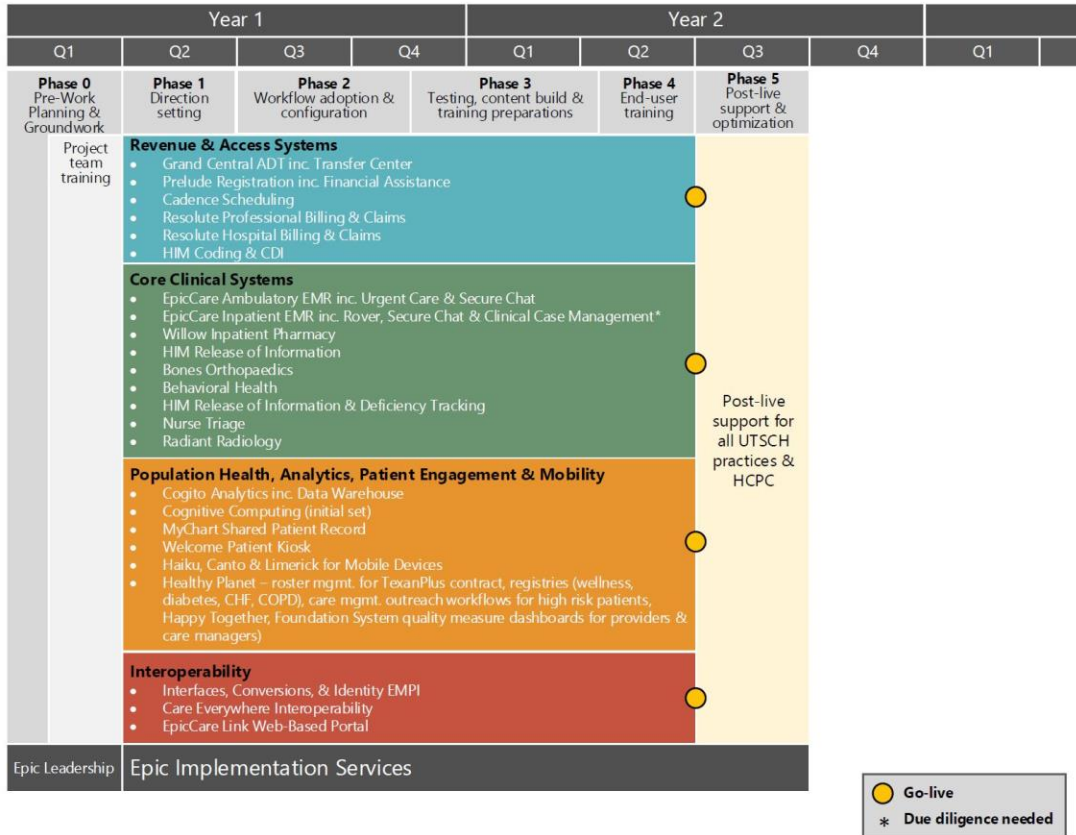 Year 1
Year 2
Q1
Q2
Q3
Q4
Q1
Q2
Q3
Q4
Q1
Phase 0
Pre-Work
Planning &
Groundwork
Phase 1
Direction
setting
Phase 2
Workflow adoption &
configuration
Phase 3
Testing, content build &
training preparations
Phase 4
End-user
training
Phase 5
Post-live
support &
optimization
Project
team
training
Revenue & Access Systems
• Grand Central ADT inc. Transfer Center
• Prelude Registration inc. Financial Assistance
• Cadence Scheduling
• Resolute Professional Billing & Claims
• Resolute Hospital Billing & Claims
• HIM Coding & CDI
Core Clinical Systems
• EpicCare Ambulatory EMR inc. Urgent Care & Secure Chat
• EpicCare Inpatient EMR inc. Rover, Secure Chat & Clinical Case Management*
• Willow Inpatient Pharmacy
• HIM Release of Information
• Bones Orthopaedics
• Behavioral Health
• HIM Release of Information & Deficiency Tracking
• Nurse Triage
• Radiant Radiology
Population Health, Analytics, Patient Engagement & Mobility
• Cogito Analytics inc. Data Warehouse
• Cognitive Computing (initial set)
• MyChart Shared Patient Record
• Welcome Patient Kiosk
• Haiku, Canto & Limerick for Mobile Devices
• Healthy Planet – roster mgmt. for TexanPlus contract, registries (wellness,
diabetes, CHF, COPD), care mgmt. outreach workflows for high risk patients,
Happy Together, Foundation System quality measure dashboards for providers &
care managers)
Interoperability
• Interfaces, Conversions, & Identity EMPI
• Care Everywhere Interoperability
• EpicCare Link Web-Based Portal
Post-live
support for
all UTSCH
practices &
HCPC
Epic Leadership
Epic Implementation Services
Go-live
* Due diligence needed